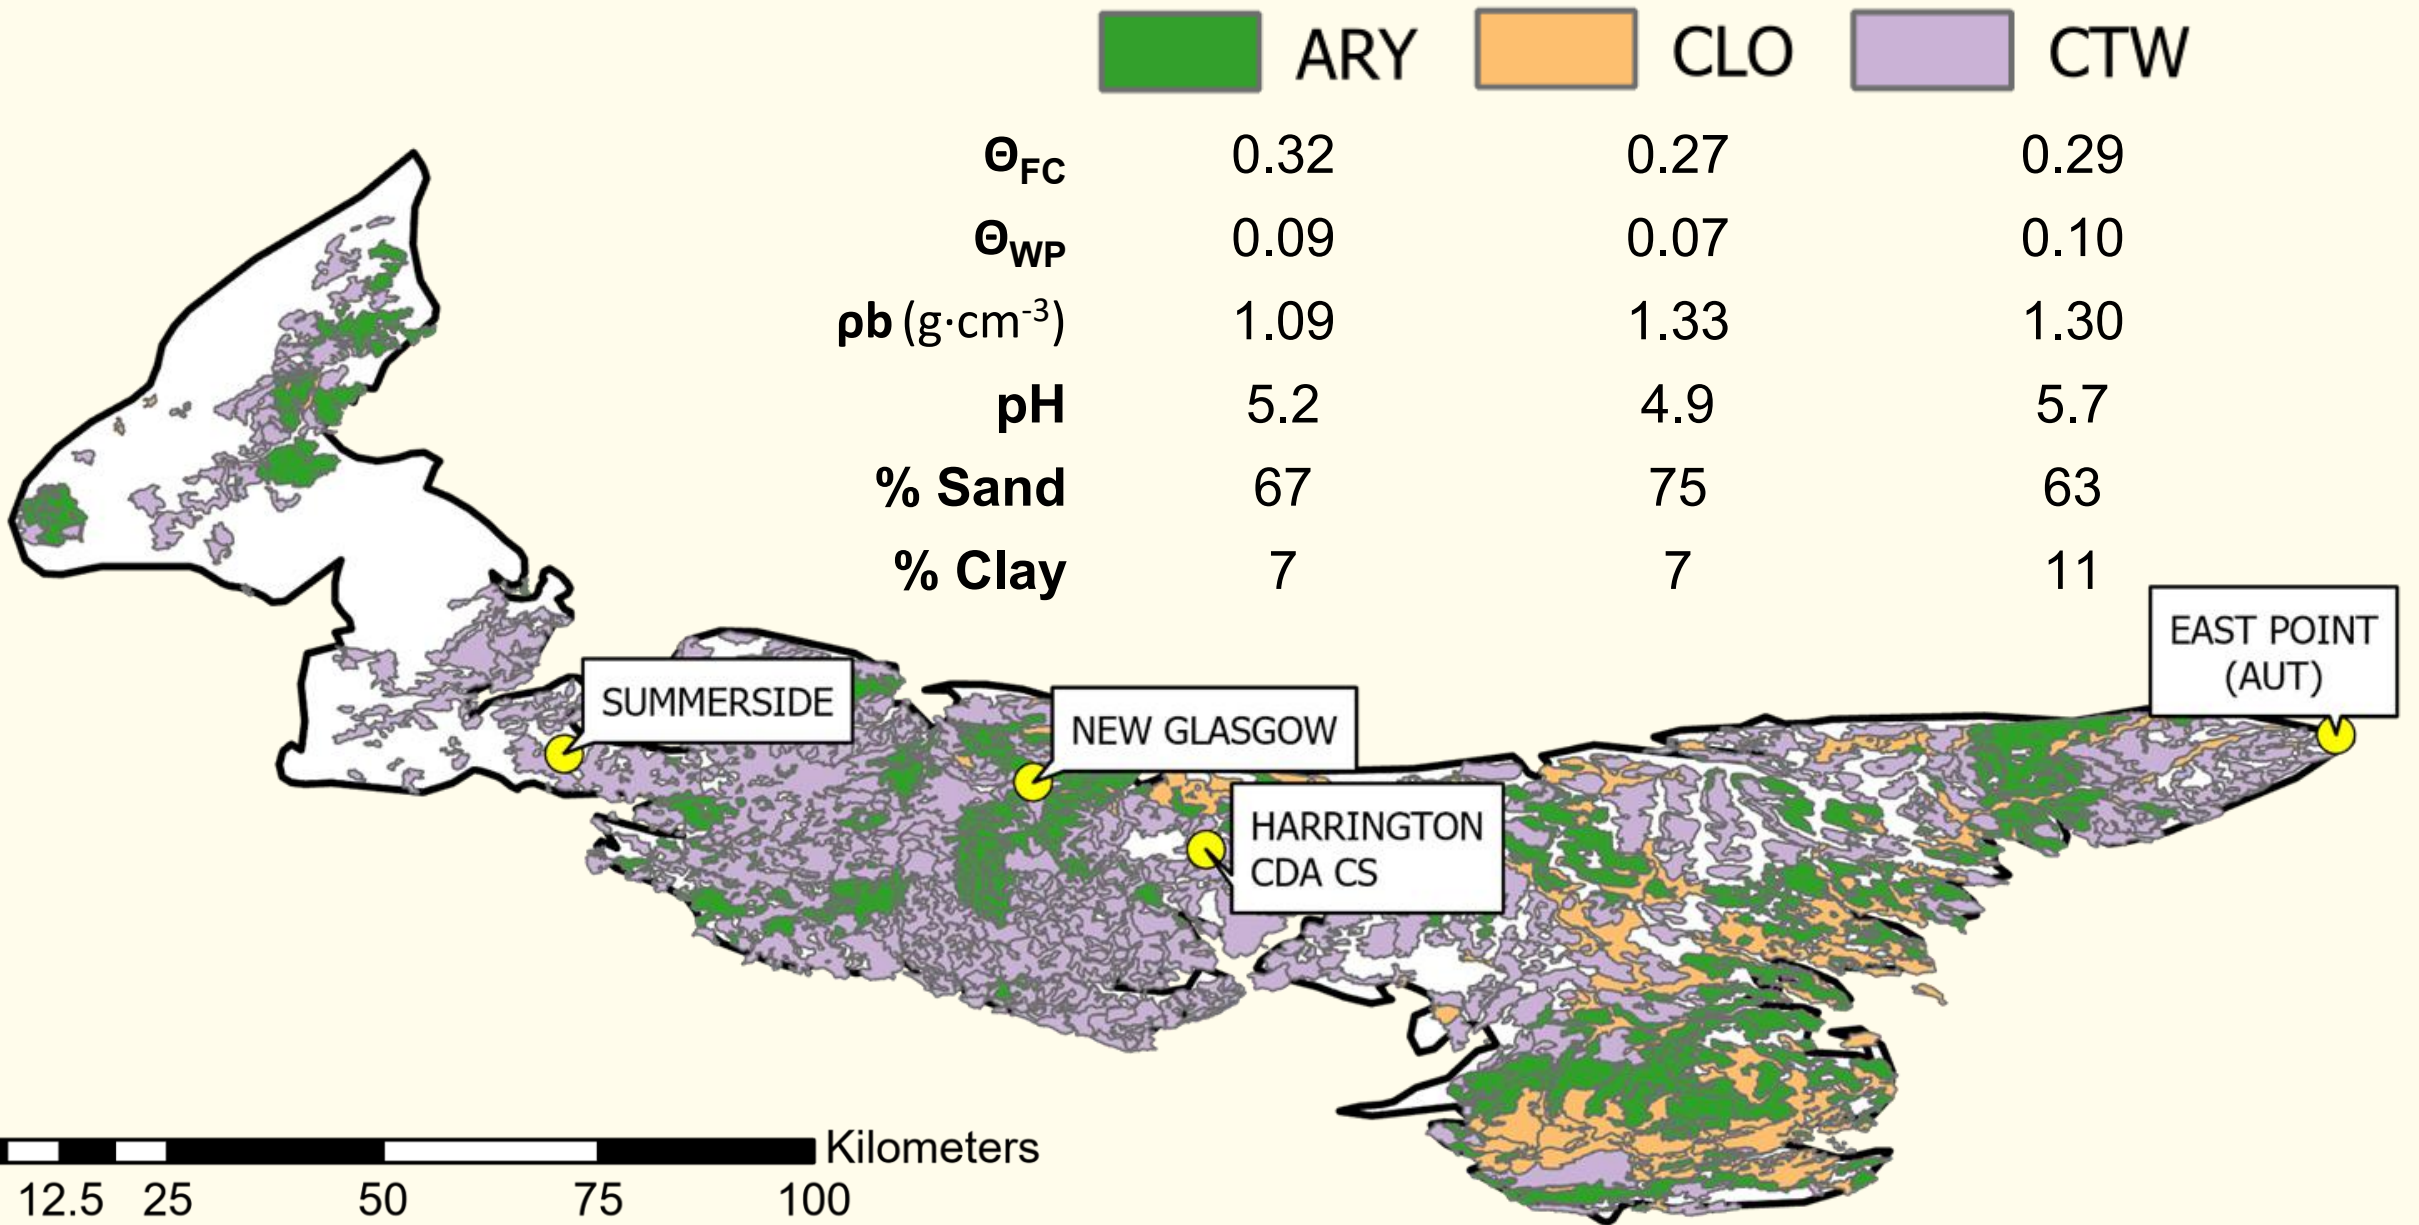 ARY CLO CTW
ΘFC 0.32 0.27 0.29
ΘWP 0.09 0.07 0.10
ρb (g·cm-3) 1.09 1.33 1.30
pH 5.2 4.9 5.7
% Sand 67 75 63
% Clay 7 7 11
EAST POINT
(AUT)
SUMMERSIDE
NEW GLASGOW
HARRINGTON
CDA CS
Kilometers
12.5 25 50 75 100